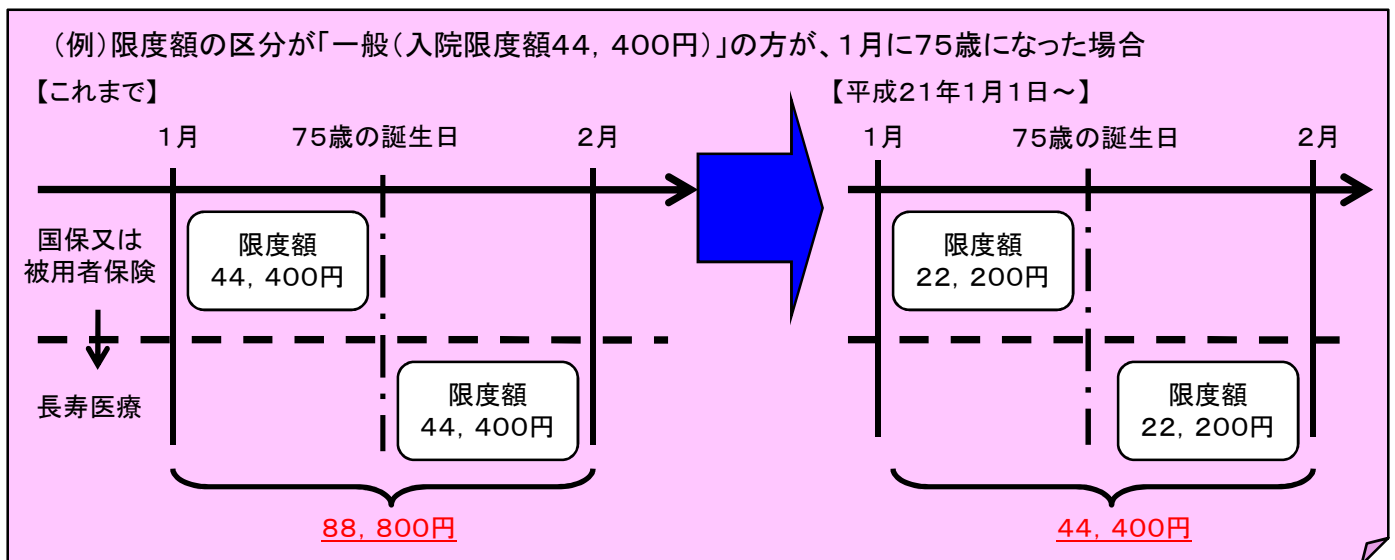 (例)限度額の区分が「一般(入院限度額44,400円)」の方が、1月に75歳になった場合
【これまで】
1月 75歳の誕生日 2月
国保又は
被用者保険
限度額
44,400円
長寿医療
限度額
44,400円
88,800円
【平成21年1月1日~】
1月 75歳の誕生日 2月
限度額
22,200円
限度額
22,200円
44,400円